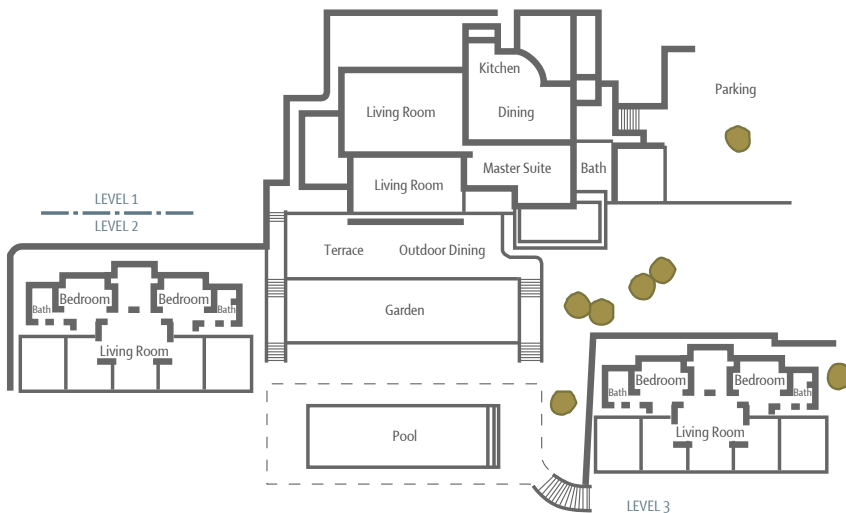 Kitchen
Parking
Living Room
Dining
Master Suite
Bath
Living Room
LEVEL 1
LEVEL 2
Terrace
Outdoor Dining
Bedroom
Bedroom
Bath
Bath
Garden
Living Room
Bedroom
Bedroom
Bath
Bath
Living Room
Pool
LEVEL 3